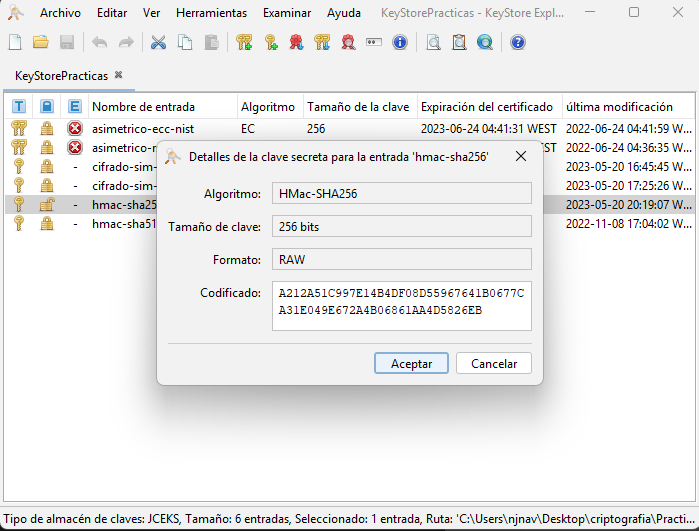 KeyStorePracticas - KeyStore Expl...
Archivo Editar Ver Herramientas Examinar Ayuda
KeyStorePracticas
T E Nombre de entrada Algoritmo Tamaño de la clave Expiración del certificado última modificación
asimetrico-ecc-nist EC 256 2023-06-24 04:41:31 WEST 2022-06-24 04:41:59 W...
WEST 2022-06-24 04:36:35 W...
cifrado-sim- 2023-05-20 16:45:45
cifrado-sim- 2023-05-20 17:25:26
hmac-sha25 2023-05-20 20:19:07 W...
hmac-sha51 2022-11-08 17:04:02 W...
Detalles de la clave secreta para la entrada 'hmac-sha256'
Algoritmo: HMac-SHA256
Tamaño de clave: 256 bits
Formato: RAW
Codificado: A212A51C997E14B4DF08D55967641B0677C
A31E049E672A4B06861AA4D5826EB
Aceptar Cancelar
Tipo de almacén de claves: JCEKS, Tamaño: 6 entradas, Seleccionado: 1 entrada, Ruta: 'C:\Users\njnav\Desktop\criptografia\Practi...